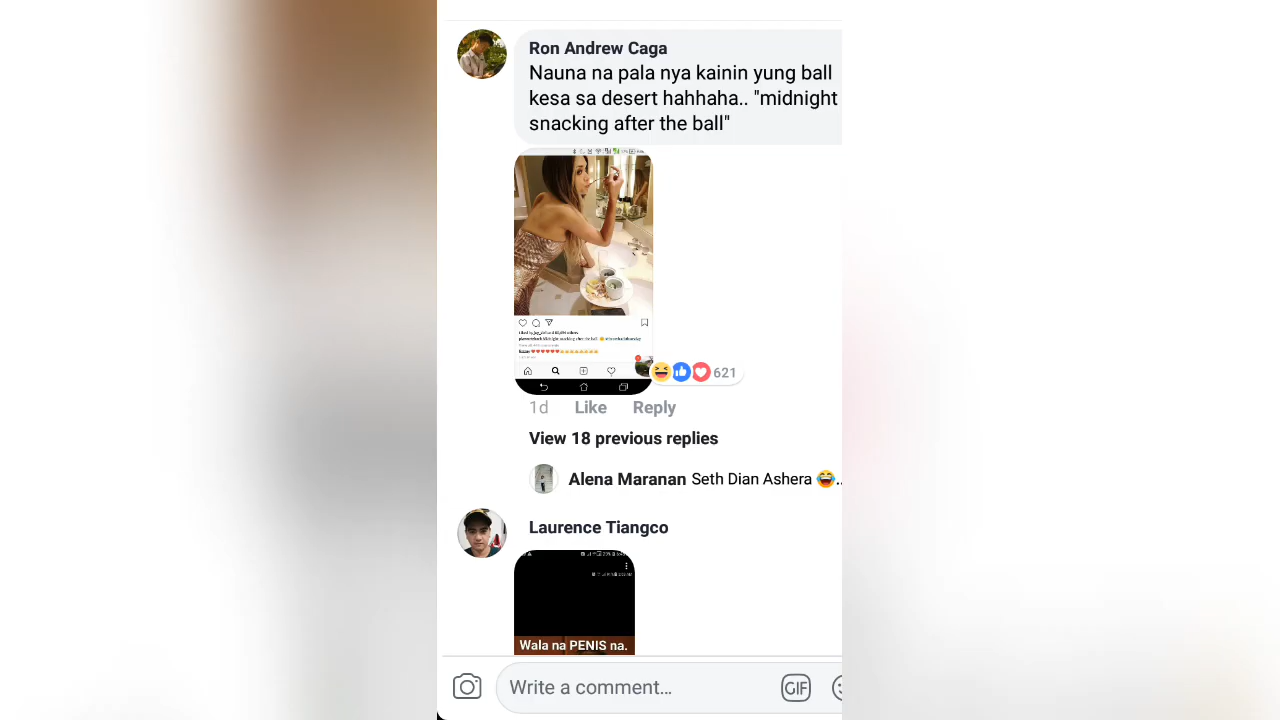 Ron Andrew Caga
Nauna na pala nya kainin yung ball
kesa sa desert hahhaha.. "midnight
snacking after the ball"
621
1d Like Reply
View 18 previous replies
Alena Maranan Seth Dian Ashera 😂..
Laurence Tiangco
Wala na PENIS na.
Write a comment...
GIF